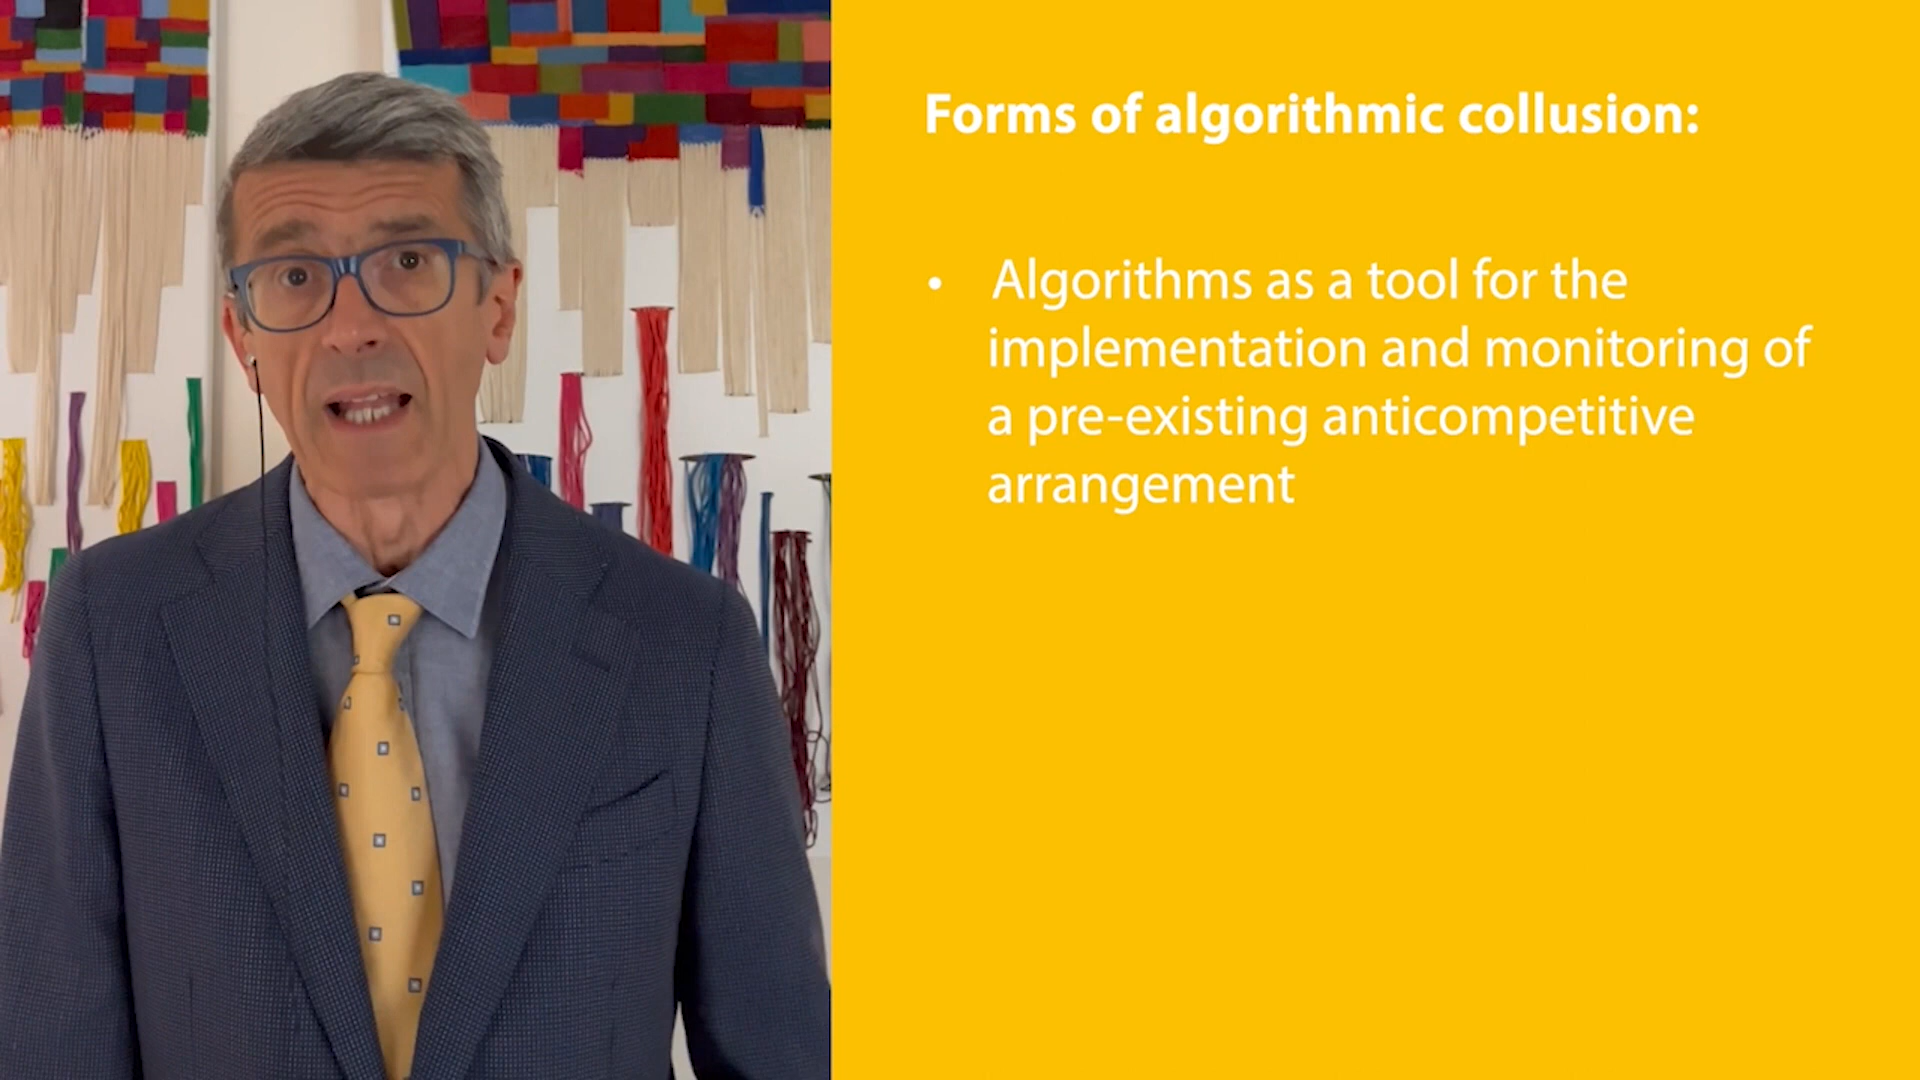 Forms of algorithmic collusion:
• Algorithms as a tool for the
implementation and monitoring of
a pre-existing anticompetitive
arrangement